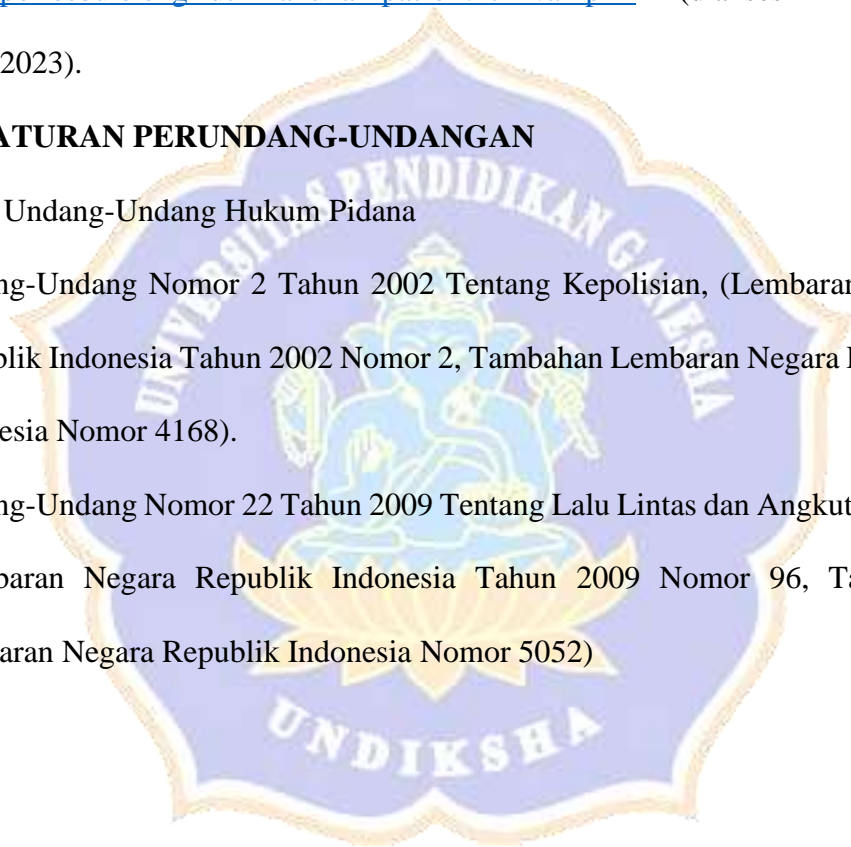 2023).
ATURAN PERUNDANG-UNDANGAN
Undang-Undang Hukum Pidana
ng-Undang Nomor 2 Tahun 2002 Tentang Kepolisian, (Lembaran
blik Indonesia Tahun 2002 Nomor 2, Tambahan Lembaran Negara
esia Nomor 4168).
ng-Undang Nomor 22 Tahun 2009 Tentang Lalu Lintas dan Angkut
baran Negara Republik Indonesia Tahun 2009 Nomor 96, Ta
aran Negara Republik Indonesia Nomor 5052)
UNIVERSITAS PENDIDIKAN GANESHA
UNDIKSHA